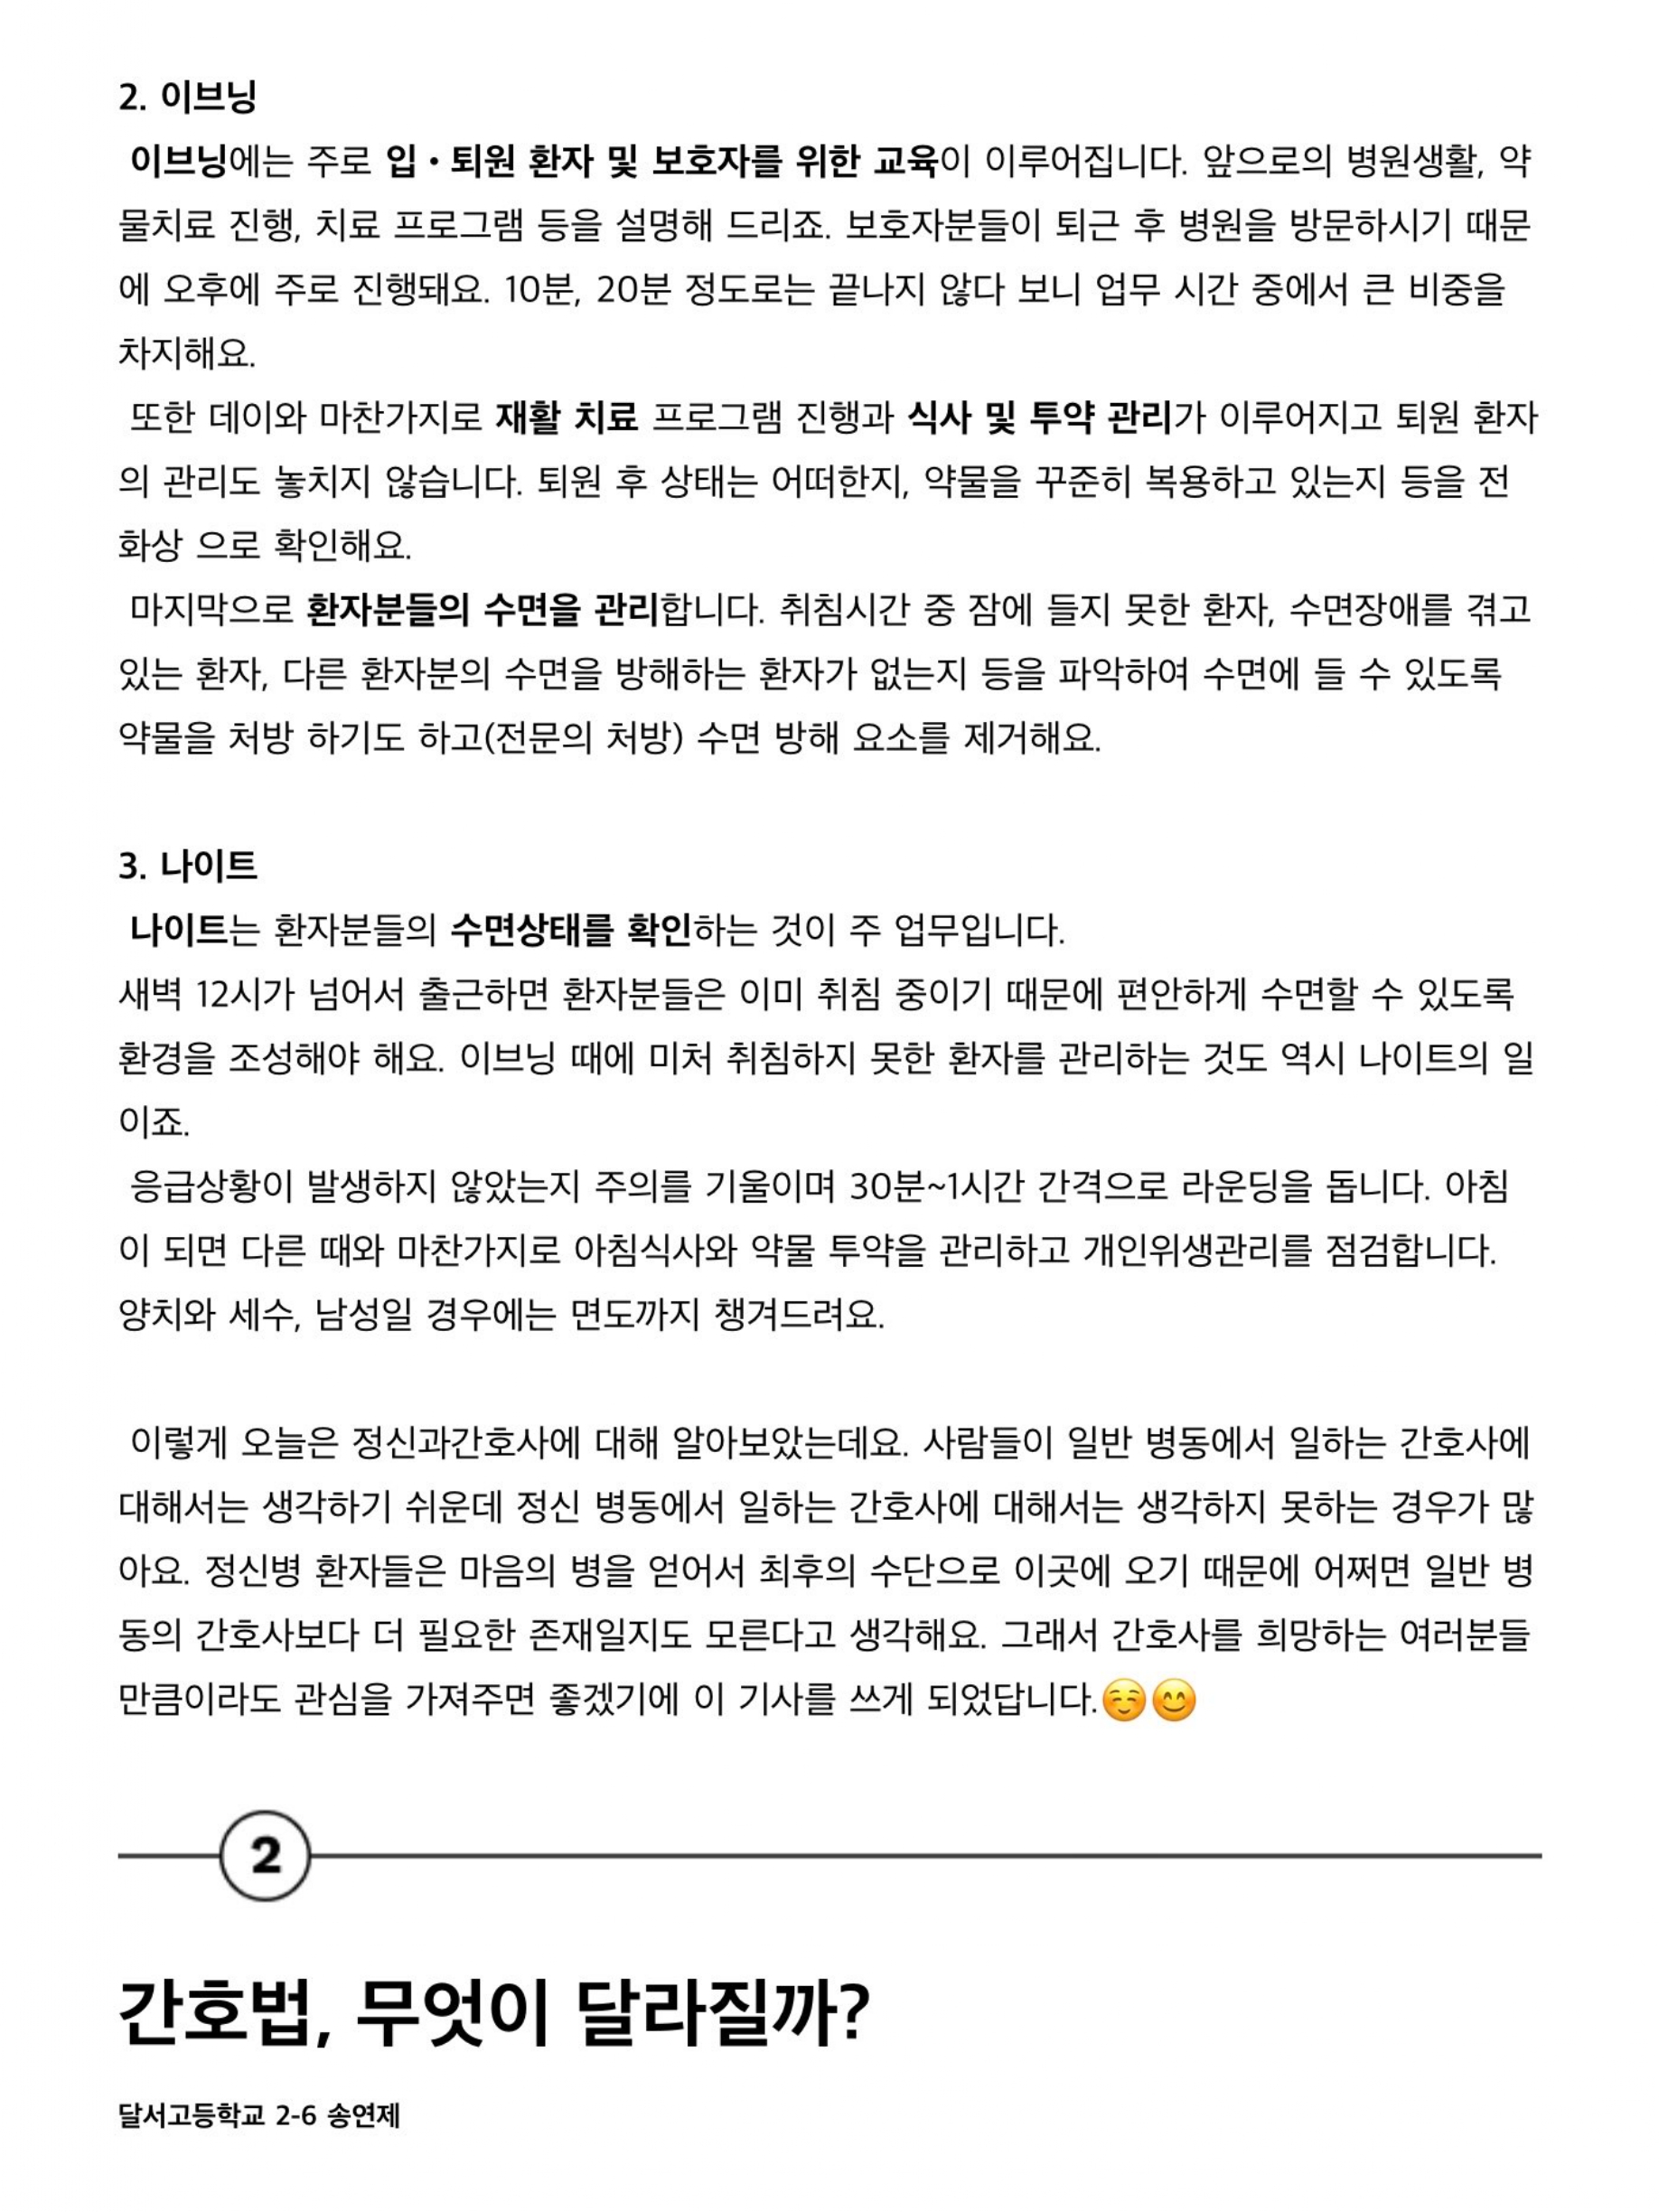 2. 이브닝
이브닝에는 주로 입·퇴원 환자 및 보호자를 위한 교육이 이루어집니다. 앞으로의 병원생활, 약
물치료 진행, 치료 프로그램 등을 설명해 드리죠. 보호자분들이 퇴근 후 병원을 방문하시기 때문
에 오후에 주로 진행돼요. 10분, 20분 정도로는 끝나지 않다 보니 업무 시간 중에서 큰 비중을
차지해요.
또한 데이와 마찬가지로 재활 치료 프로그램 진행과 식사 및 투약 관리가 이루어지고 퇴원 환자
의 관리도 놓치지 않습니다. 퇴원 후 상태는 어떠한지, 약물을 꾸준히 복용하고 있는지 등을 전
화상 으로 확인해요.
마지막으로 환자분들의 수면을 관리합니다. 취침시간 중 잠에 들지 못한 환자, 수면장애를 겪고
있는 환자, 다른 환자분의 수면을 방해하는 환자가 없는지 등을 파악하여 수면에 들 수 있도록
약물을 처방 하기도 하고(전문의 처방) 수면 방해 요소를 제거해요.
3. 나이트
나이트는 환자분들의 수면상태를 확인하는 것이 주 업무입니다.
새벽 12시가 넘어서 출근하면 환자분들은 이미 취침 중이기 때문에 편안하게 수면할 수 있도록
환경을 조성해야 해요. 이브닝 때에 미처 취침하지 못한 환자를 관리하는 것도 역시 나이트의 일
이죠.
응급상황이 발생하지 않았는지 주의를 기울이며 30분~1시간 간격으로 라운딩을 돕니다. 아침
이 되면 다른 때와 마찬가지로 아침식사와 약물 투약을 관리하고 개인위생관리를 점검합니다.
양치와 세수, 남성일 경우에는 면도까지 챙겨드려요.
이렇게 오늘은 정신과간호사에 대해 알아보았는데요. 사람들이 일반 병동에서 일하는 간호사에
대해서는 생각하기 쉬운데 정신 병동에서 일하는 간호사에 대해서는 생각하지 못하는 경우가 많
아요. 정신병 환자들은 마음의 병을 얻어서 최후의 수단으로 이곳에 오기 때문에 어쩌면 일반 병
동의 간호사보다 더 필요한 존재일지도 모른다고 생각해요. 그래서 간호사를 희망하는 여러분들
만큼이라도 관심을 가져주면 좋겠기에 이 기사를 쓰게 되었답니다.☺️😊
2
간호법, 무엇이 달라질까?
달서고등학교 2-6 송연제